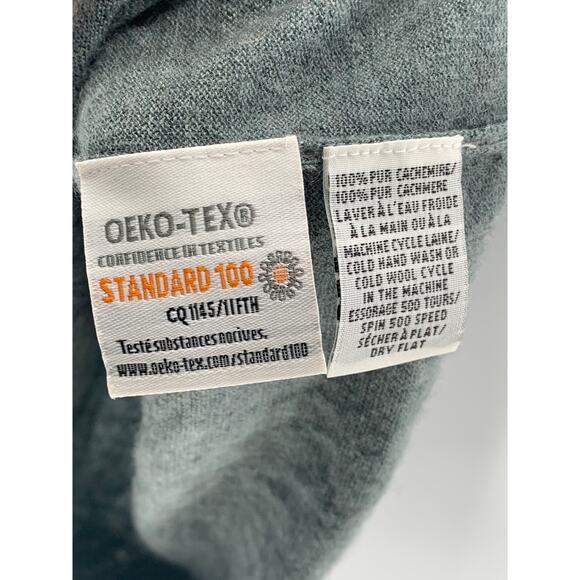 OEKO-TEX®
CONFIDENCE IN TEXTILES
STANDARD 100
CQ 1145/1 IFTH
Testé substances nocives.
www.oeko-tex.com/standard100
100% PUR CACHEMIRE/
100% PUR CACHMERE
LAVER À L'EAU FROIDE
À LA MAIN OU À LA
MACHINE CYCLE LAINE/
COLD HAND WASH OR
COLD WOOL CYCLE
IN THE MACHINE
ESSORAGE 500 TOURS/
SPIN 500 SPEED
SÉCHER À PLAT/
DRY FLAT